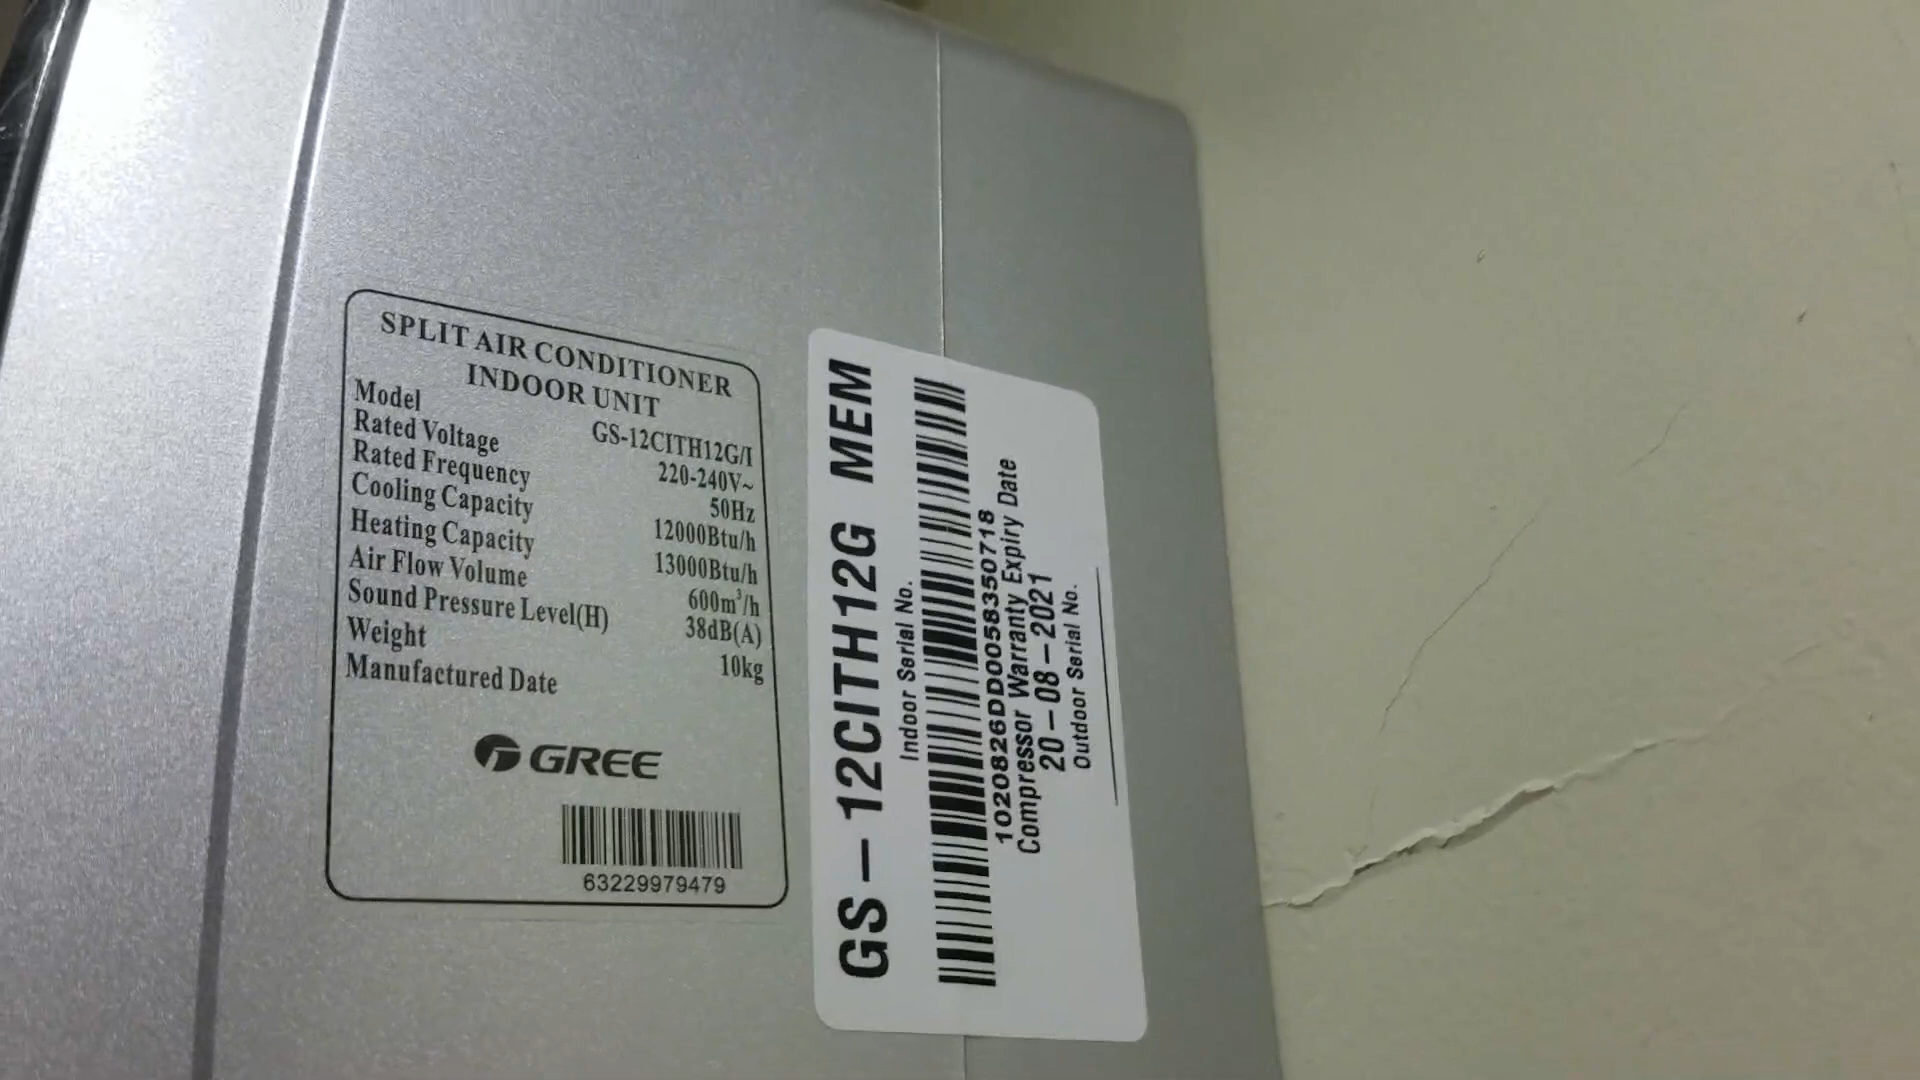 SPLIT AIR CONDITIONER
INDOOR UNIT
Model GS-12CITH12G/I
Rated Voltage 220-240V~
Rated Frequency 50Hz
Cooling Capacity 12000Btu/h
Heating Capacity 13000Btu/h
Air Flow Volume 600m³/h
Sound Pressure Level(H) 38dB(A)
Weight 10kg
Manufactured Date
GREE
63229979479
GS-12CITH12G MEM
Indoor Serial No.
1020826DD0058350718
Compressor Warranty Expiry Date
20-08-2021
Outdoor Serial No.